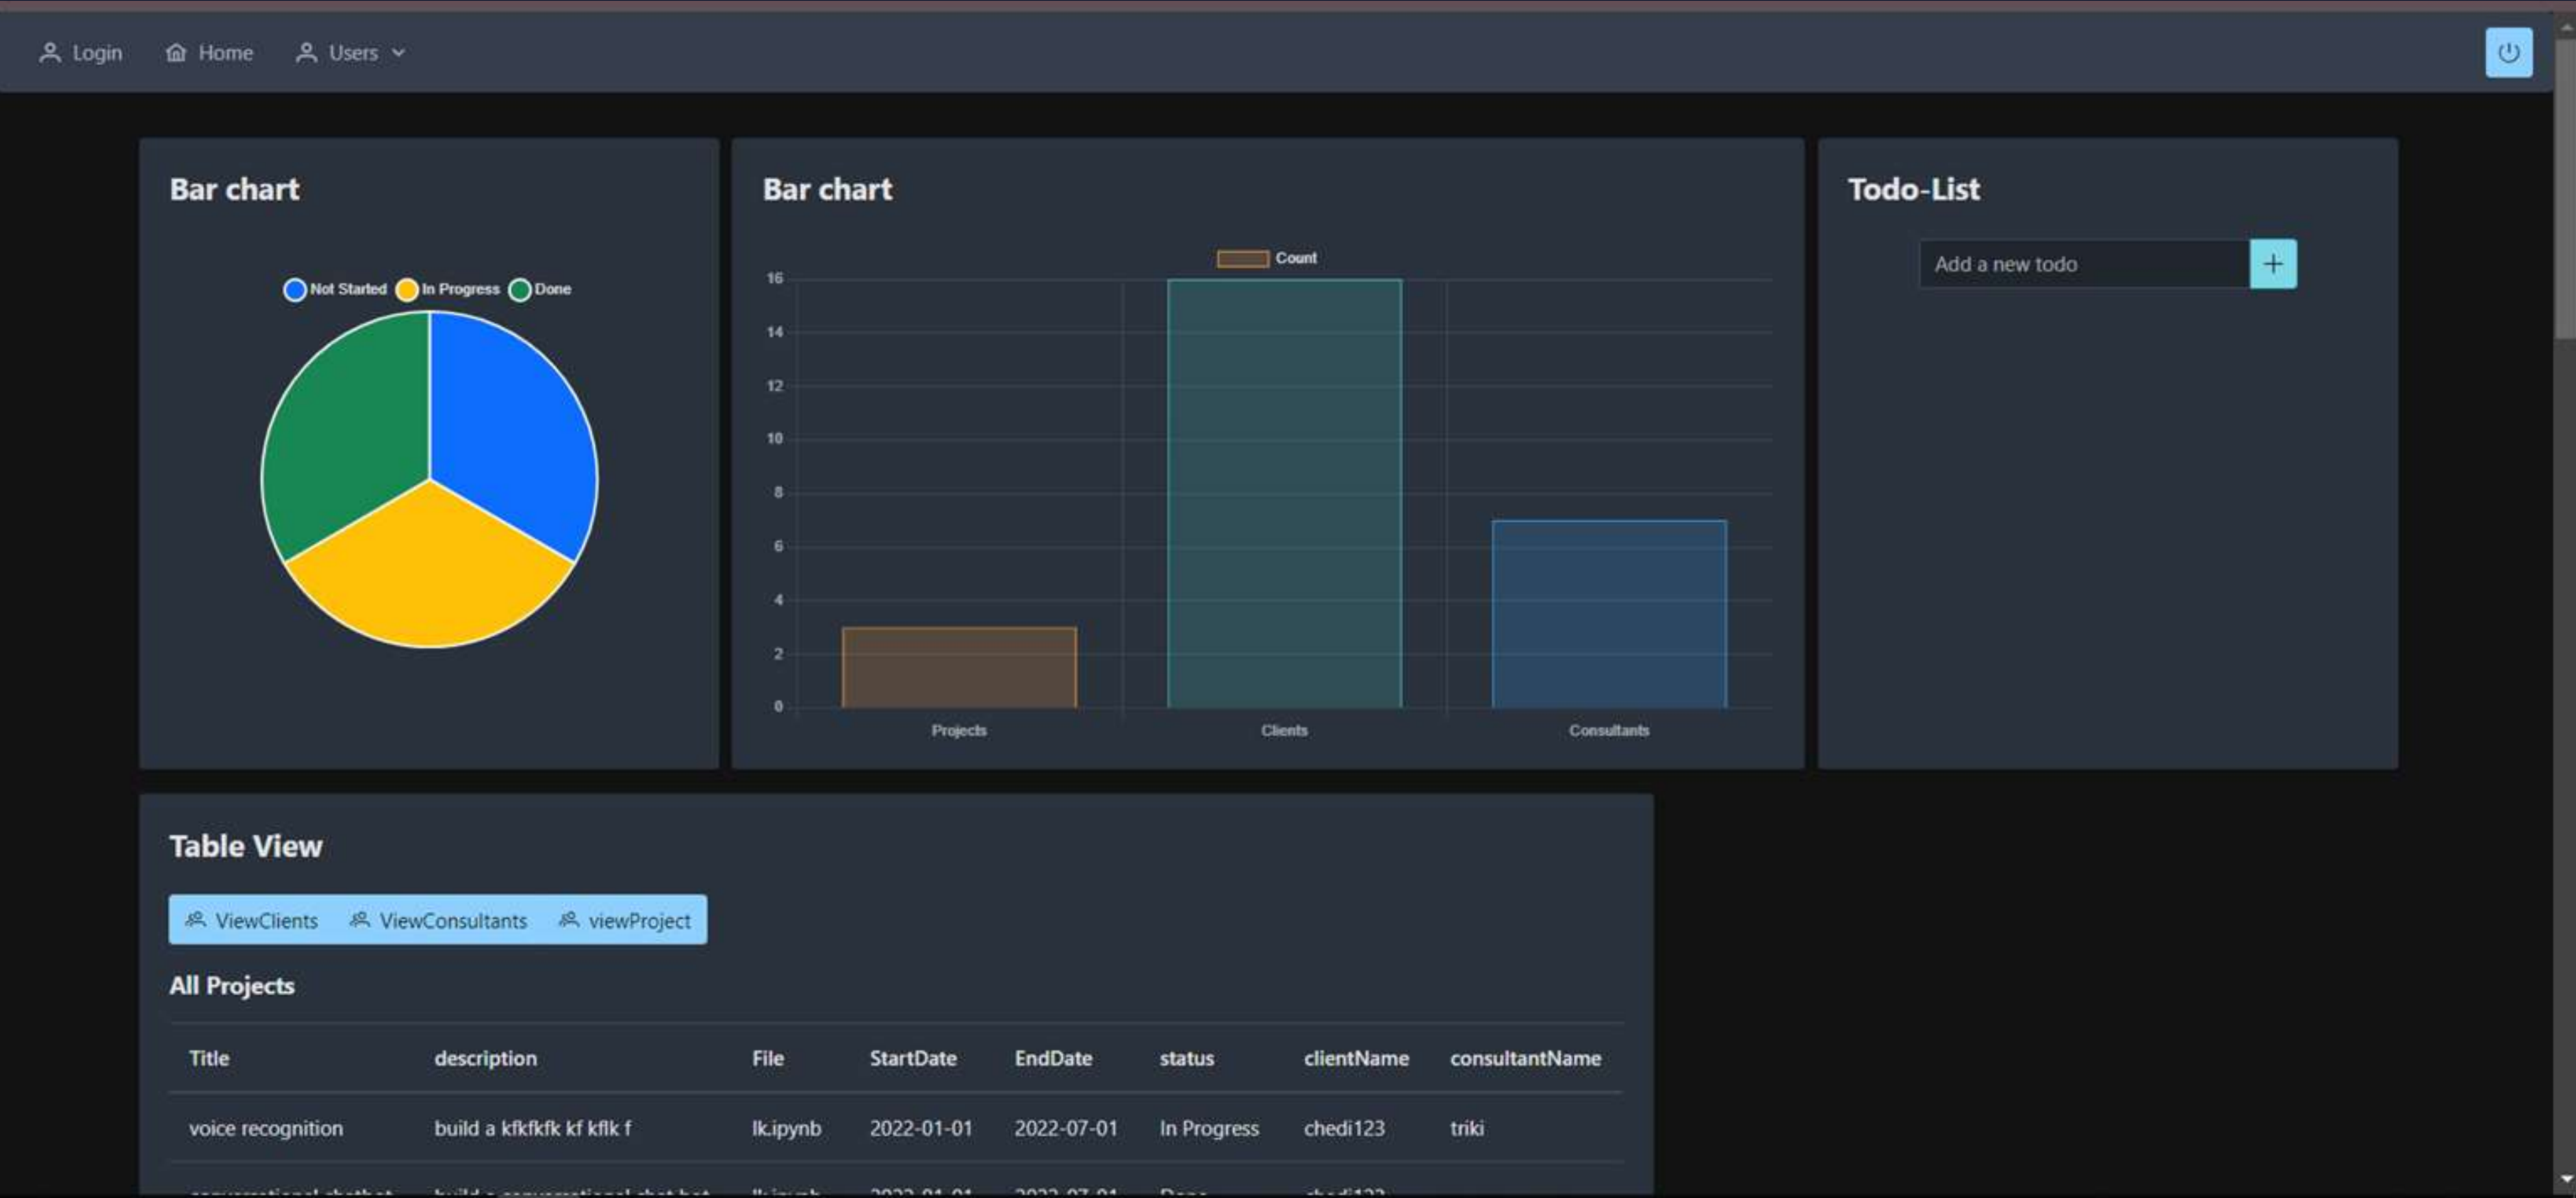 Login Home Users
Bar chart
Not Started In Progress Done
Bar chart
Count
16
14
12
10
8
6
4
2
0
Projects Clients Consultants
Todo-List
Add a new todo
Table View
ViewClients ViewConsultants viewProject
All Projects
Title description File StartDate EndDate status clientName consultantName
voice recognition build a kfkfkfk kf kflk f lk.ipynb 2022-01-01 2022-07-01 In Progress chedi123 triki